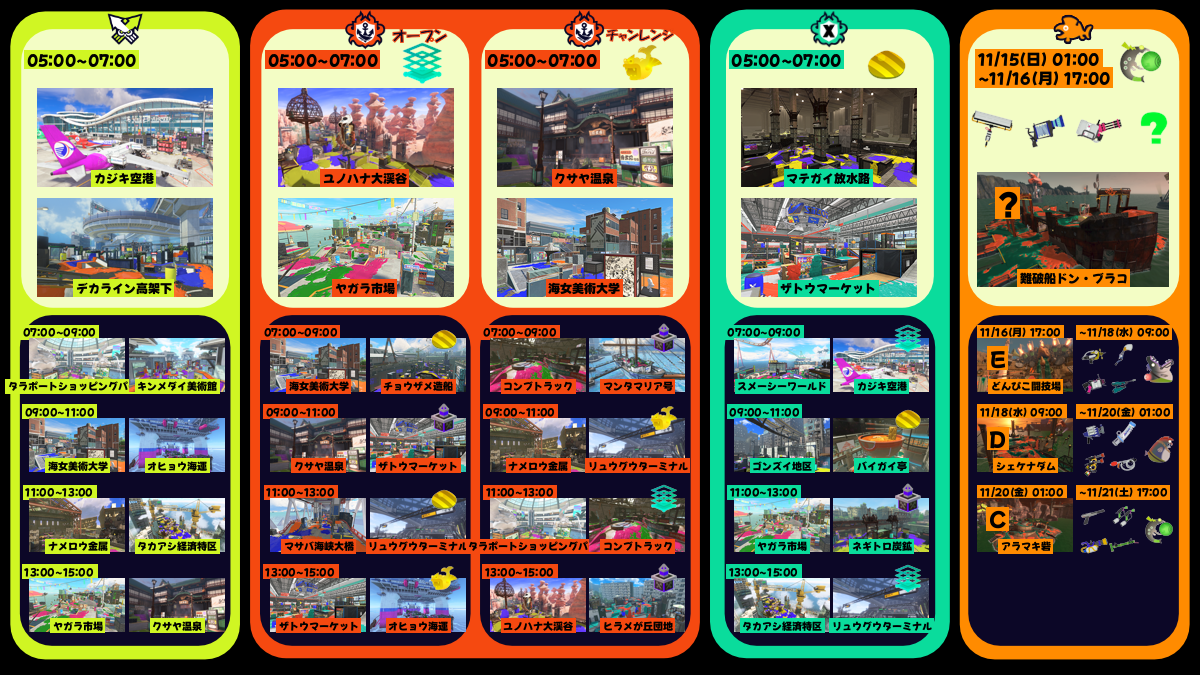 05:00~07:00
カジキ空港
デカライン高架下
07:00~09:00
タラポートショッピングパ
キンメダイ美術館
09:00~11:00
海女美術大学
オヒョウ海運
11:00~13:00
ナメロウ金属
タカアシ経済特区
13:00~15:00
ヤガラ市場
クサヤ温泉
オープン
05:00~07:00
ユノハナ大渓谷
ヤガラ市場
07:00~09:00
海女美術大学
チョウザメ造船
09:00~11:00
クサヤ温泉
ザトウマーケット
11:00~13:00
マサバ海峡大橋
リュウグウターミナル
13:00~15:00
ザトウマーケット
オヒョウ海運
チャレンジ
05:00~07:00
クサヤ温泉
海女美術大学
07:00~09:00
コンブトラック
マンタマリア号
09:00~11:00
ナメロウ金属
リュウグウターミナル
11:00~13:00
タラポートショッピングパ
コンブトラック
13:00~15:00
ユノハナ大渓谷
ヒラメが丘団地
X
05:00~07:00
マテガイ放水路
ザトウマーケット
07:00~09:00
スメーシーワールド
カジキ空港
09:00~11:00
ゴンズイ地区
バイガイ亭
11:00~13:00
ヤガラ市場
ネギトロ炭鉱
13:00~15:00
タカアシ経済特区
リュウグウターミナル
11/15(日) 01:00
~11/16(月) 17:00
?
?
難破船ドン・ブラコ
11/16(月) 17:00
~11/18(水) 09:00
E
どんぴこ闘技場
11/18(水) 09:00
~11/20(金) 01:00
D
シェケナダム
11/20(金) 01:00
~11/21(土) 17:00
C
アラマキ砦